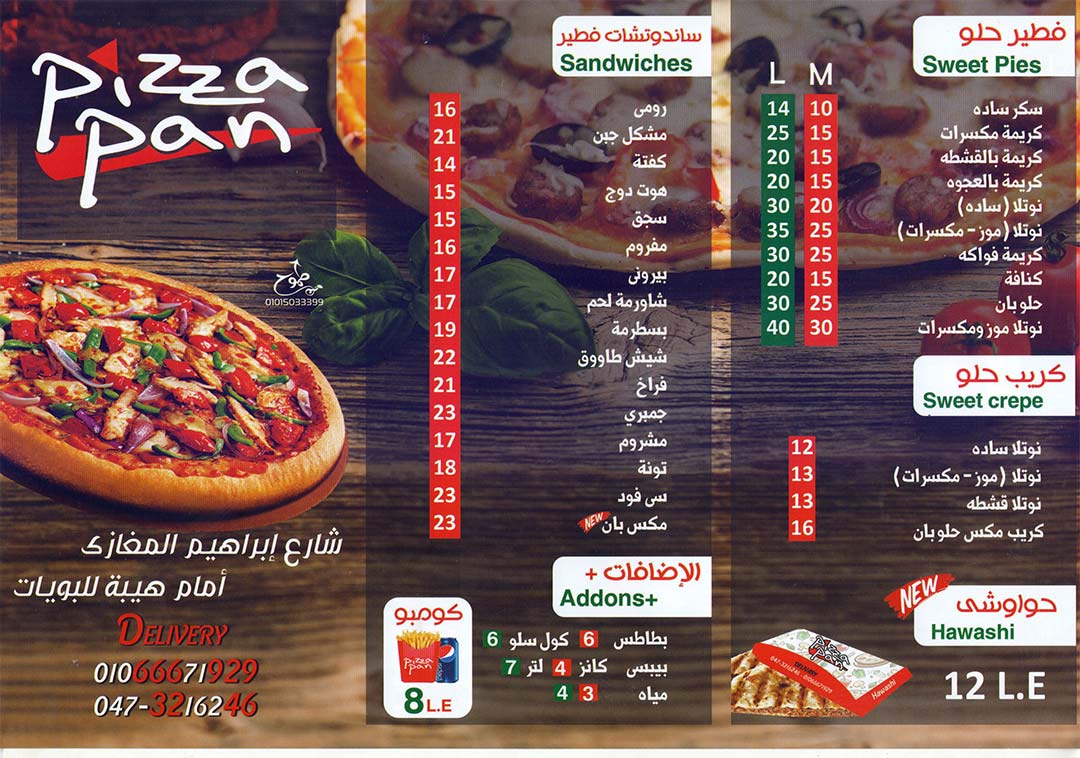 pizza
pan
محمد طموح
01015033399
شارع إبراهيم المغازى
أمام هيبة للبويات
DELIVERY
01066671929
047-3216246
ساندوتشات فطير
Sandwiches
رومى 16
مشكل جبن 21
كفتة 14
هوت دوج 15
سجق 15
مفروم 16
بيرونى 17
شاورمة لحم 17
بسطرمة 19
شيش طاووق 22
فراخ 21
جمبري 23
مشروم 17
تونة 18
سى فود 23
مكس بان NEW 23
الإضافات +
Addons+
بطاطس 6 كول سلو 6
بيبس كانز 4 لتر 7
مياه 3 4
كومبو
pizza
pan
8 L.E
فطير حلو
Sweet Pies
L M
سكر ساده 10 14
كريمة مكسرات 15 25
كريمة بالقشطه 15 20
كريمة بالعجوه 15 20
نوتلا (ساده) 20 30
نوتلا (موز - مكسرات) 25 35
كريمة فواكه 25 30
كنافة 15 20
حلو بان 25 30
نوتلا موز ومكسرات 30 40
كريب حلو
Sweet crepe
نوتلا ساده 12
نوتلا (موز - مكسرات) 13
نوتلا قشطه 13
كريب مكس حلو بان 16
NEW
حواوشى
Hawashi
pizza
pan
DELIVERY
047-3216246 - 01066671929
Hawashi
12 L.E